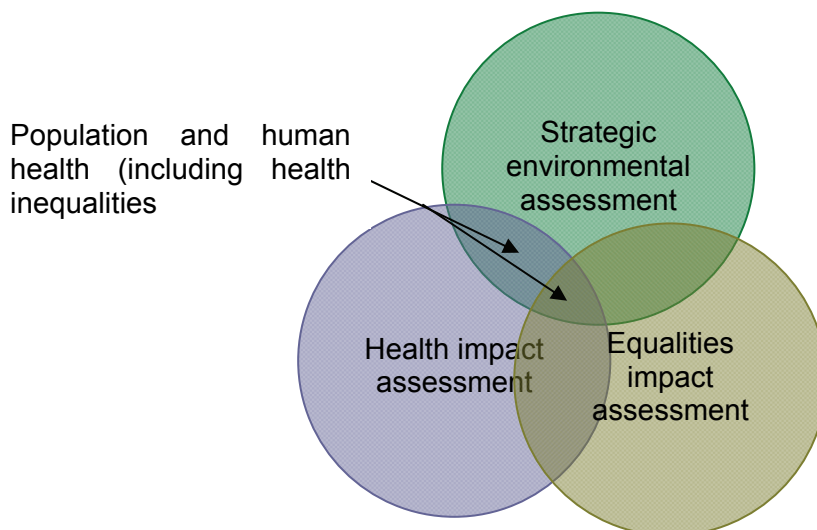 Population and human
health (including health
inequalities
Strategic
environmental
assessment
Health impact
assessment
Equalities
impact
assessment